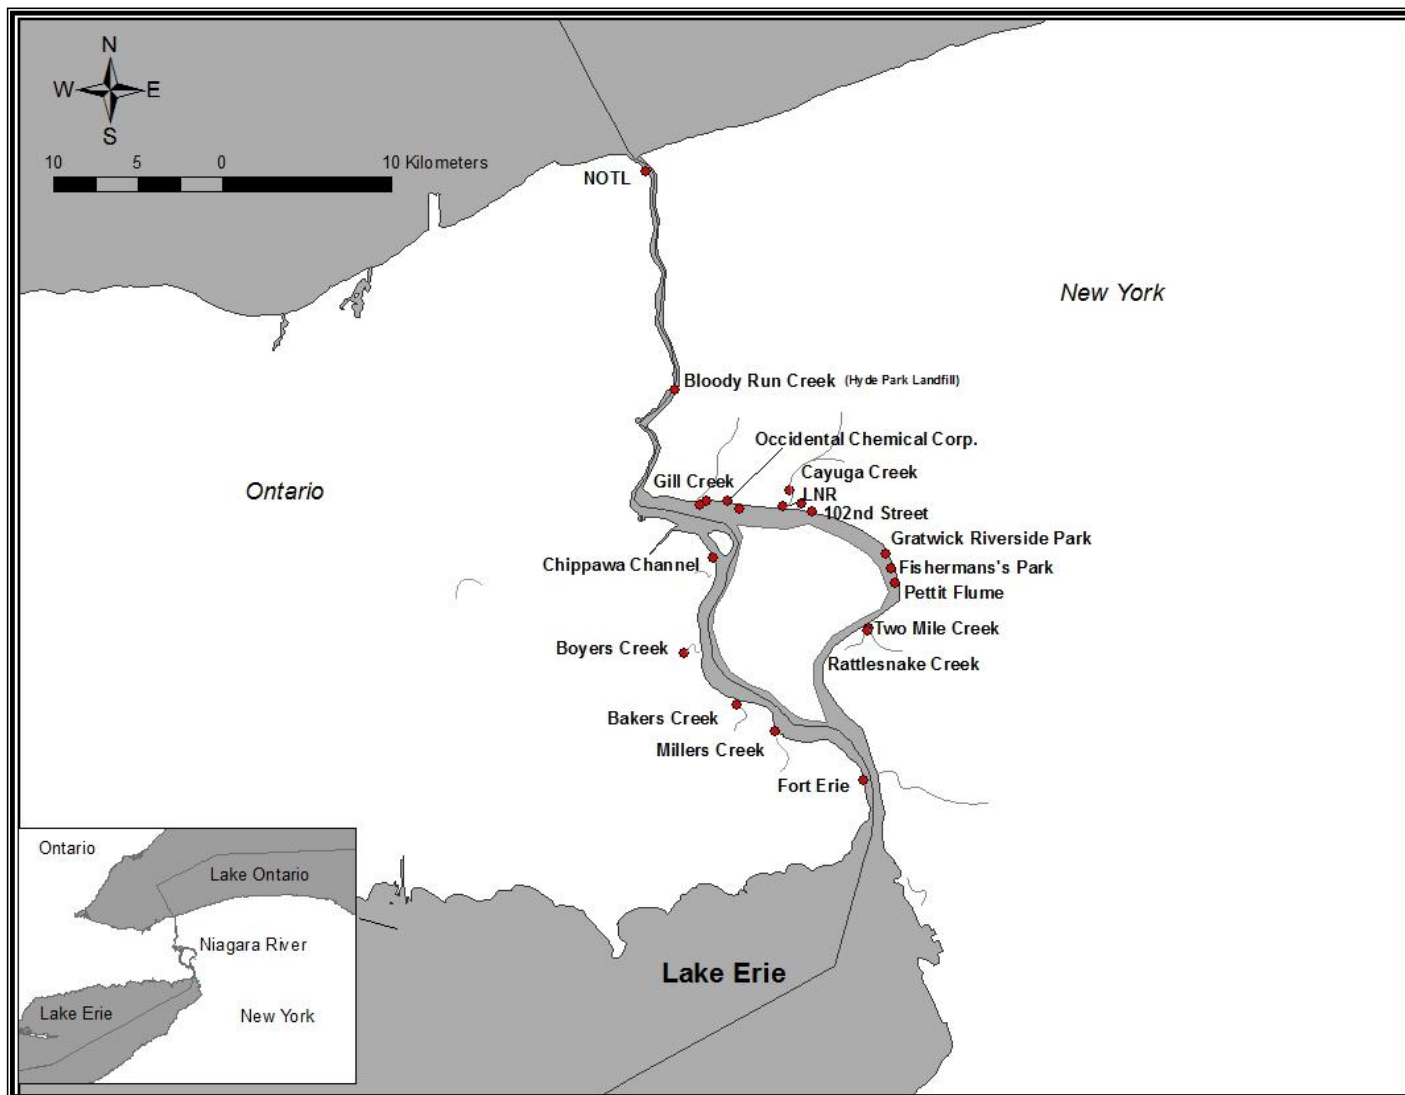 N
W E
S
10 5 0 10 Kilometers
NOTL
New York
Bloody Run Creek (Hyde Park Landfill)
Occidental Chemical Corp.
Ontario
Gill Creek
Cayuga Creek
LNR
102nd Street
Gratwick Riverside Park
Chippawa Channel
Fishermans's Park
Pettit Flume
Two Mile Creek
Boyers Creek
Rattlesnake Creek
Bakers Creek
Millers Creek
Fort Erie
Lake Erie
Ontario
Lake Ontario
Niagara River
Lake Erie
New York